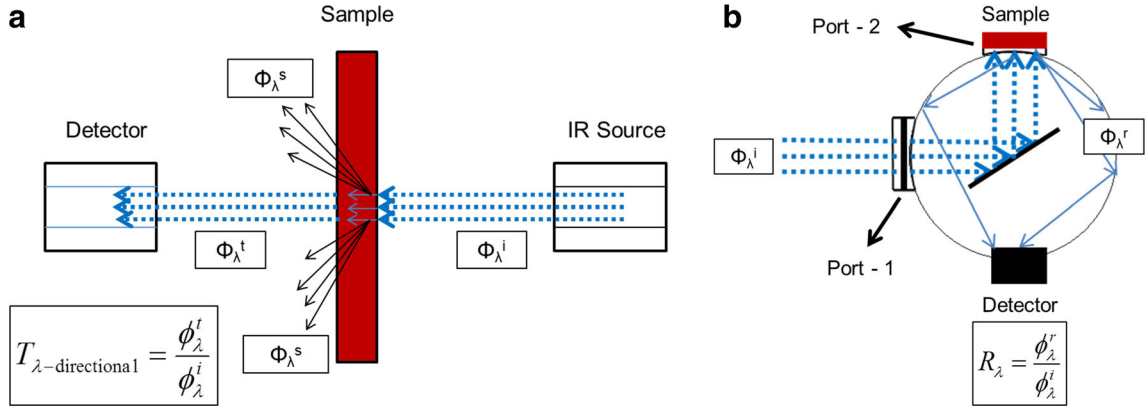 a
Sample
Φλˢ
Detector
IR Source
Φλᵗ
Φλⁱ
Φλˢ
T λ−directional = ϕλᵗ / ϕλⁱ
b
Sample
Port - 2
Φλⁱ
Φλʳ
Port - 1
Detector
Rλ = ϕλʳ / ϕλⁱ